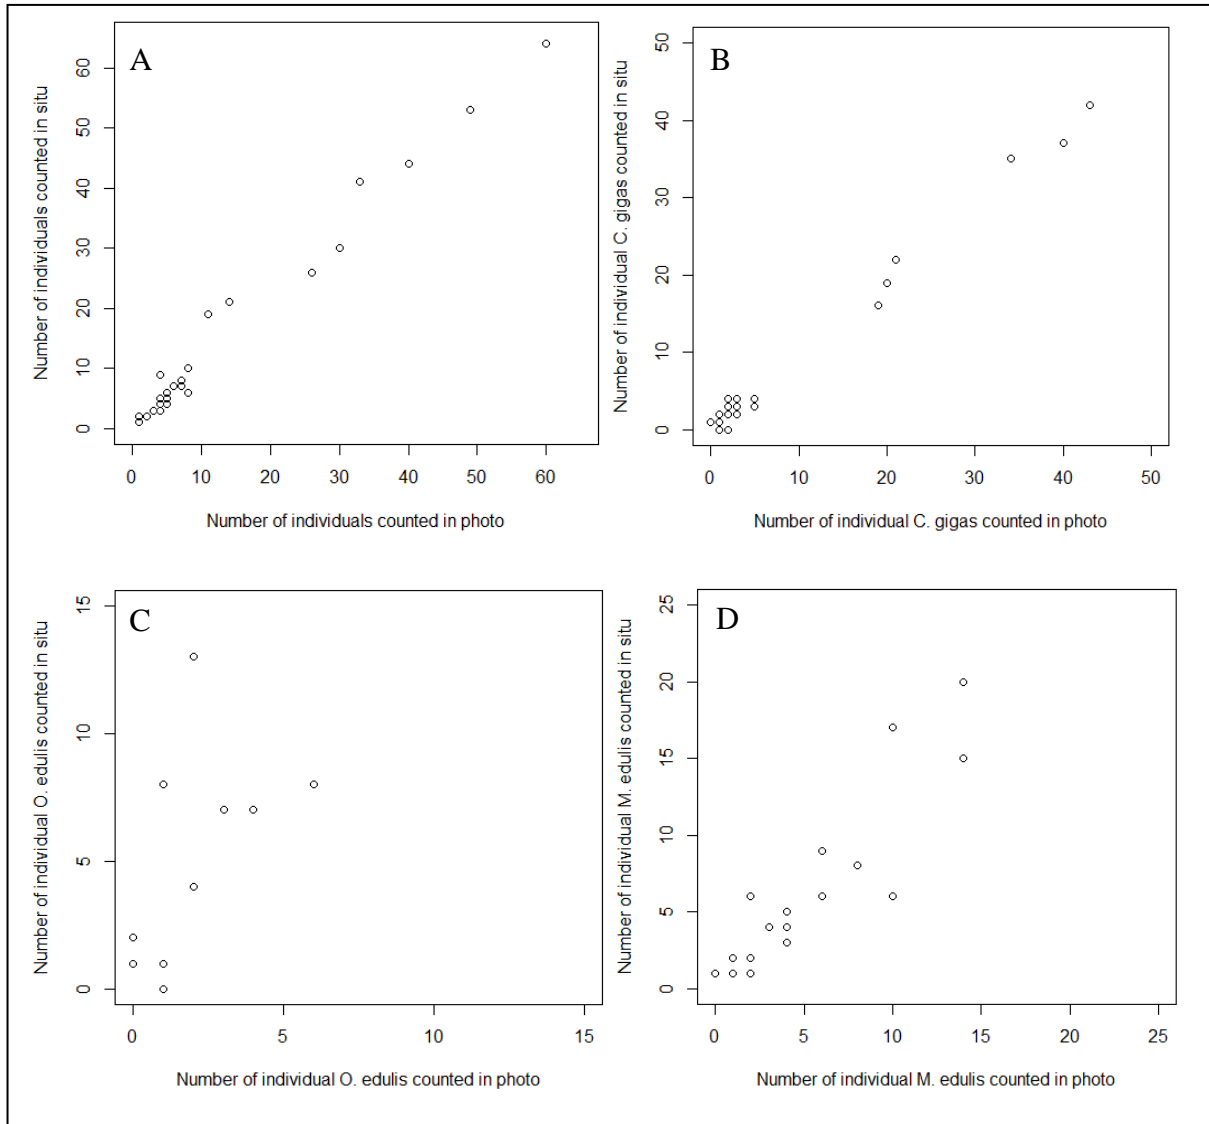 A
Number of individuals counted in situ
60
50
40
30
20
10
0
0 10 20 30 40 50 60
Number of individuals counted in photo
B
Number of individual C. gigas counted in situ
50
40
30
20
10
0
0 10 20 30 40 50
Number of individual C. gigas counted in photo
C
Number of individual O. edulis counted in situ
15
10
5
0
0 5 10 15
Number of individual O. edulis counted in photo
D
Number of individual M. edulis counted in situ
25
20
15
10
5
0
0 5 10 15 20 25
Number of individual M. edulis counted in photo